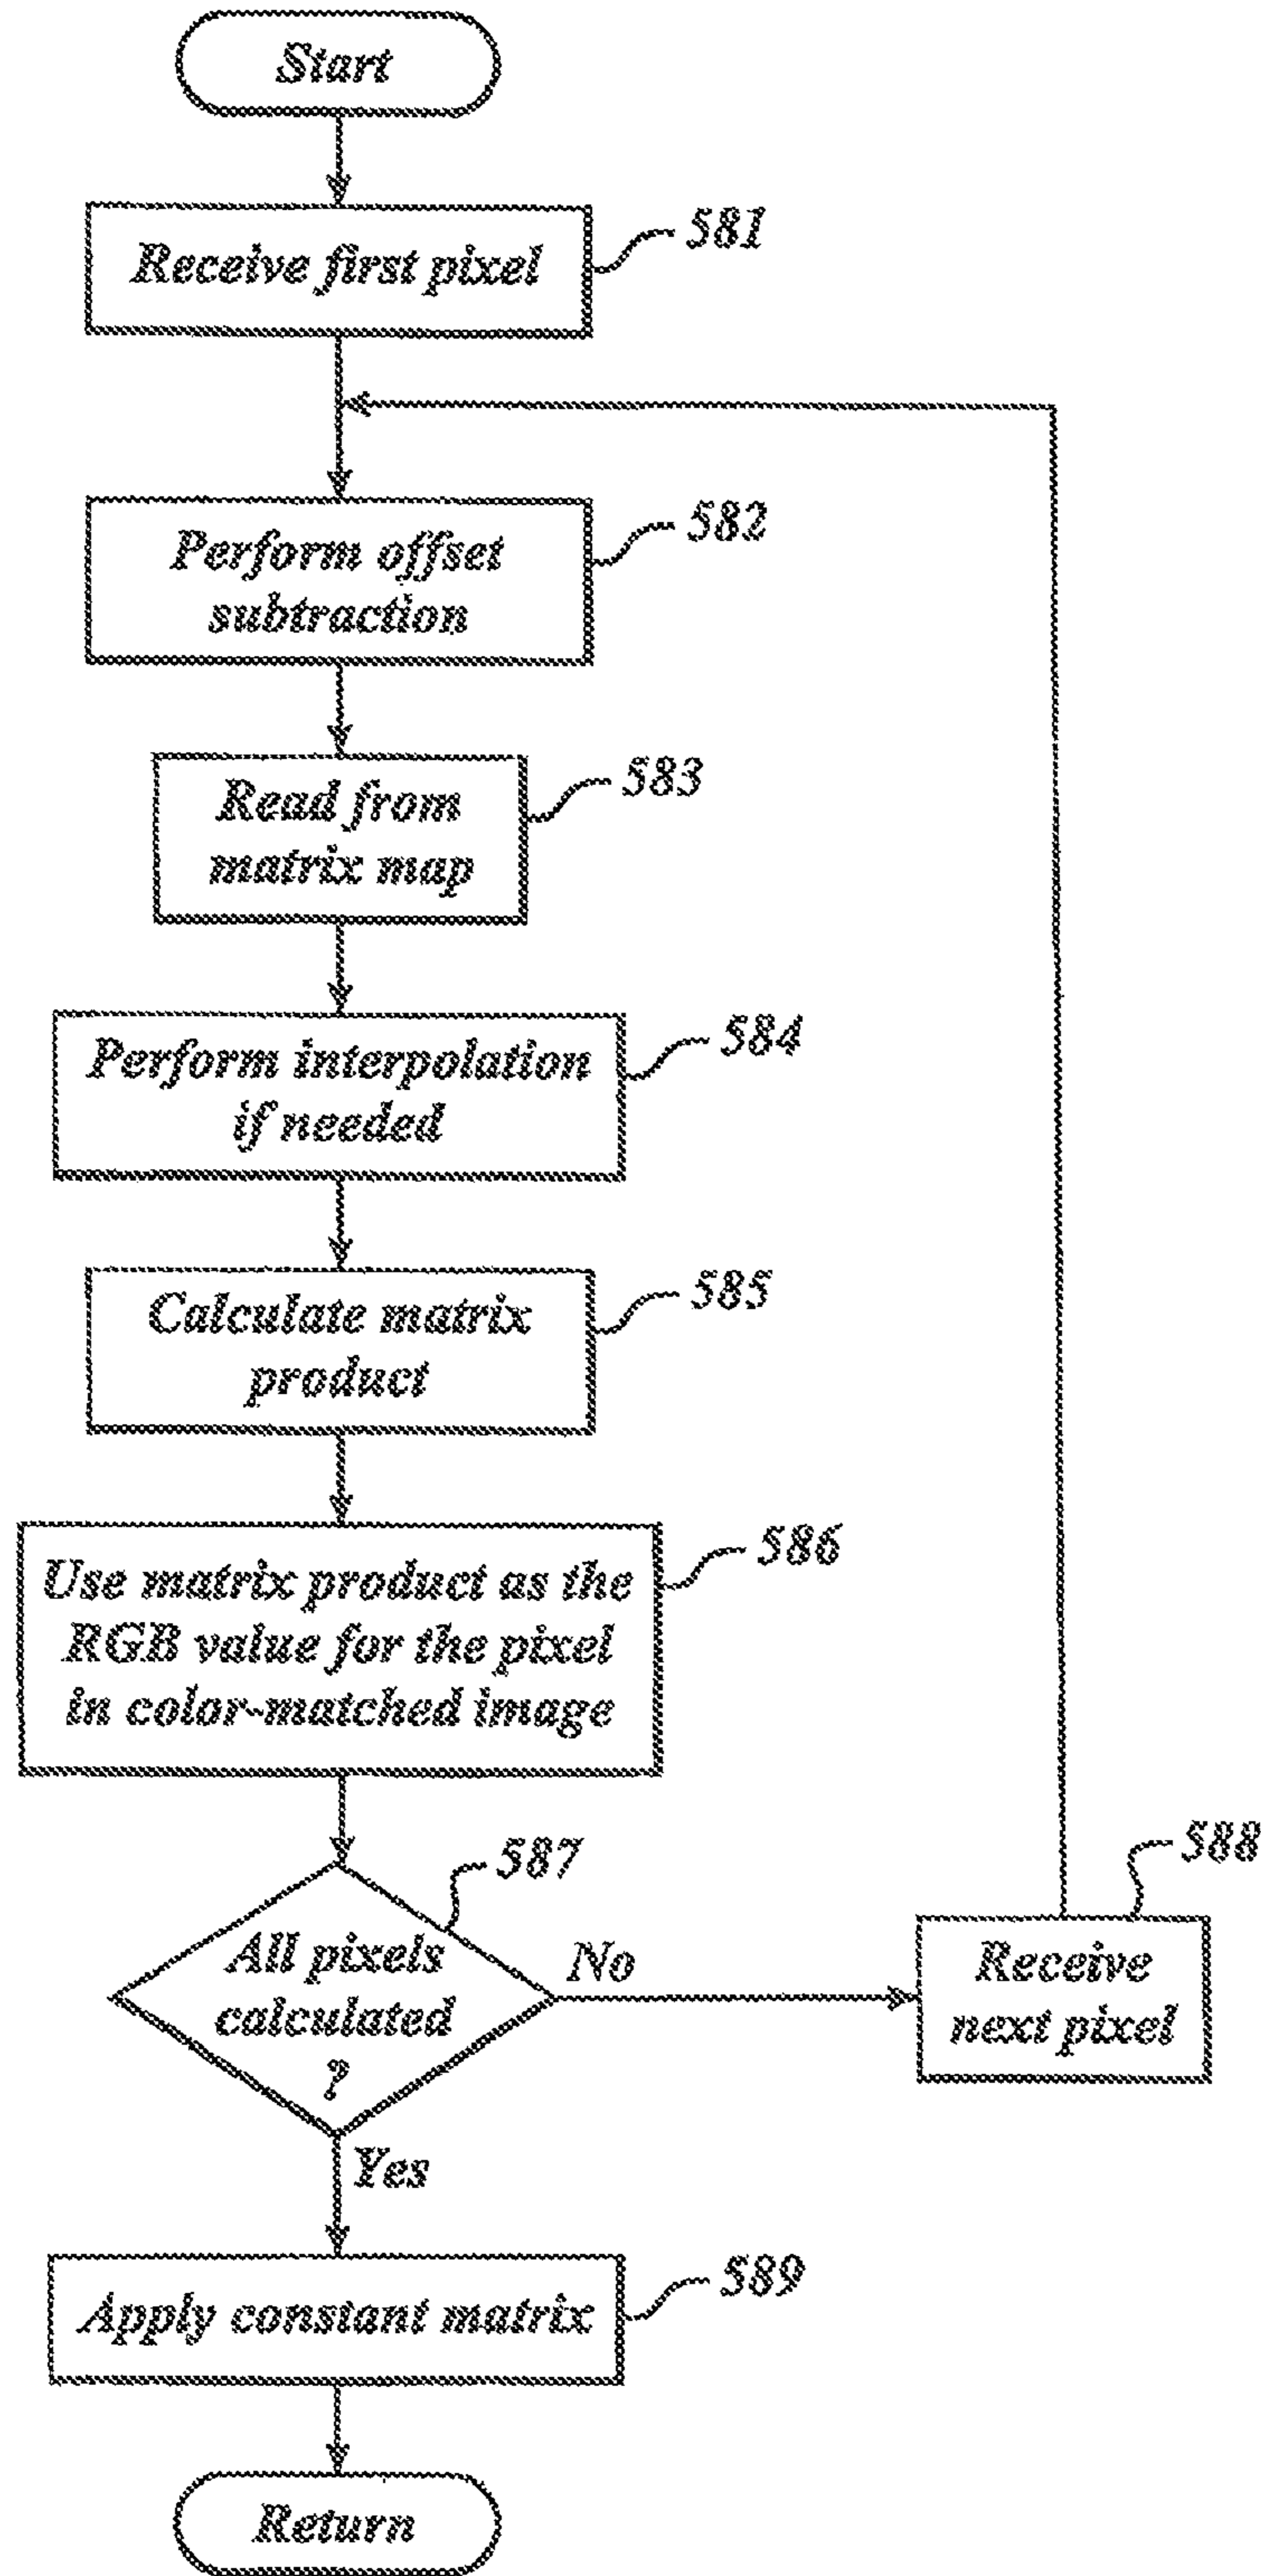 Start
Receive first pixel
581
Perform offset
subtraction
582
Read from
matrix map
583
Perform interpolation
if needed
584
Calculate matrix
product
585
Use matrix product as the
RGB value for the pixel
in color-matched image
586
All pixels
calculated
?
587
No
Receive
next pixel
588
Yes
Apply constant matrix
589
Return